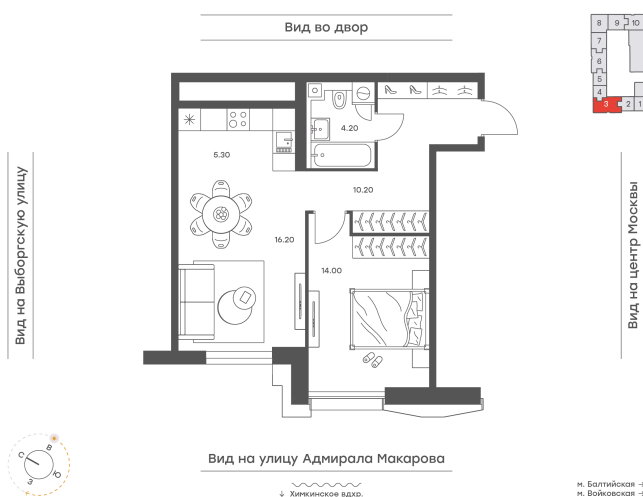 Вид во двор
8 9 10
7
6
5
4
3 2 1
4.20
5.30
10.20
16.20
14.00
Вид на Выборгскую улицу
Вид на центр Москвы
Вид на улицу Адмирала Макарова
С В
З Ю
↓ Химкинское вдхр.
м. Балтийская
м. Войковская